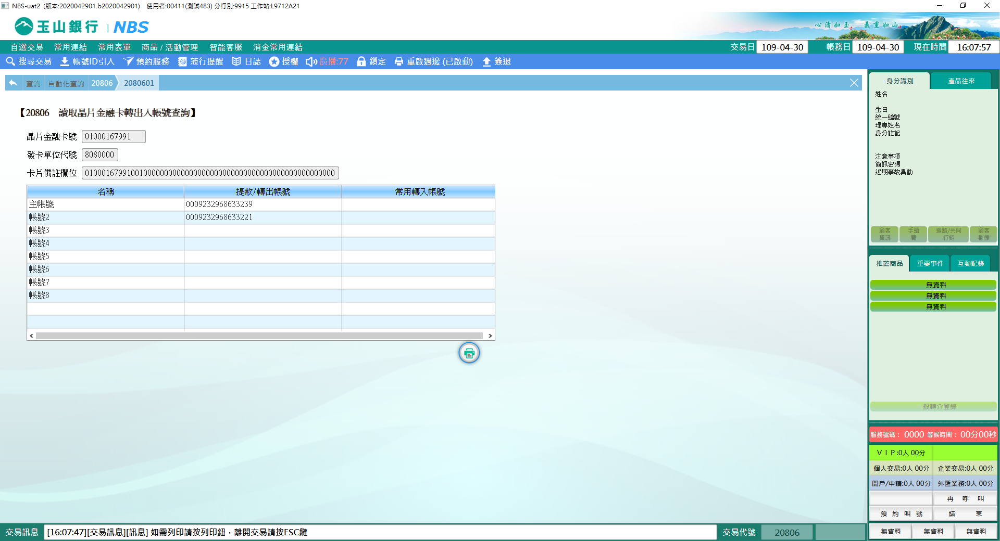 NBS-uat2 (版本:2020042901.b2020042901) 使用者:00411(測試483) 分行別:9915 工作站:L9712A21
玉山銀行 | NBS
心清如玉。義重如山。
自選交易 常用連結 常用表單 商品 / 活動管理 智能客服 消金常用連結 交易日 109-04-30 帳務日 109-04-30 現在時間 16:07:57
搜尋交易 帳號ID引入 預約服務 蒞行提醒 日誌 授權 廣播:77 鎖定 重啟週邊 (已啟動) 簽退
查詢 自動化查詢 20806 2080601
【20806 讀取晶片金融卡轉出入帳號查詢】
晶片金融卡號 01000167991
發卡單位代號 8080000
卡片備註欄位 010001679910010000000000000000000000000000000000000000000000
名稱 提款/轉出帳號 常用轉入帳號
主帳號 0009232968633239
帳號2 0009232968633221
帳號3
帳號4
帳號5
帳號6
帳號7
帳號8
身分識別 產品往來
姓名
生日
統一編號
理專姓名
身分註記
注意事項
簡訊密碼
近期事故異動
顧客資訊 手續費 通路/共同行銷 顧客影像
推薦商品 重要事件 互動記錄
無資料
無資料
無資料
一般轉介登錄
服務號碼： 0000 等候時間： 00分00秒
ＶＩＰ:0人 00分
個人交易:0人 00分 企業交易:0人 00分
開戶/申請:0人 00分 外匯業務:0人 00分
再 呼 叫
預 約 叫 號 結 束
無資料 無資料 無資料
交易訊息 [16:07:47][交易訊息][訊息] 如需列印請按列印鈕，離開交易請按ESC鍵 交易代號 20806